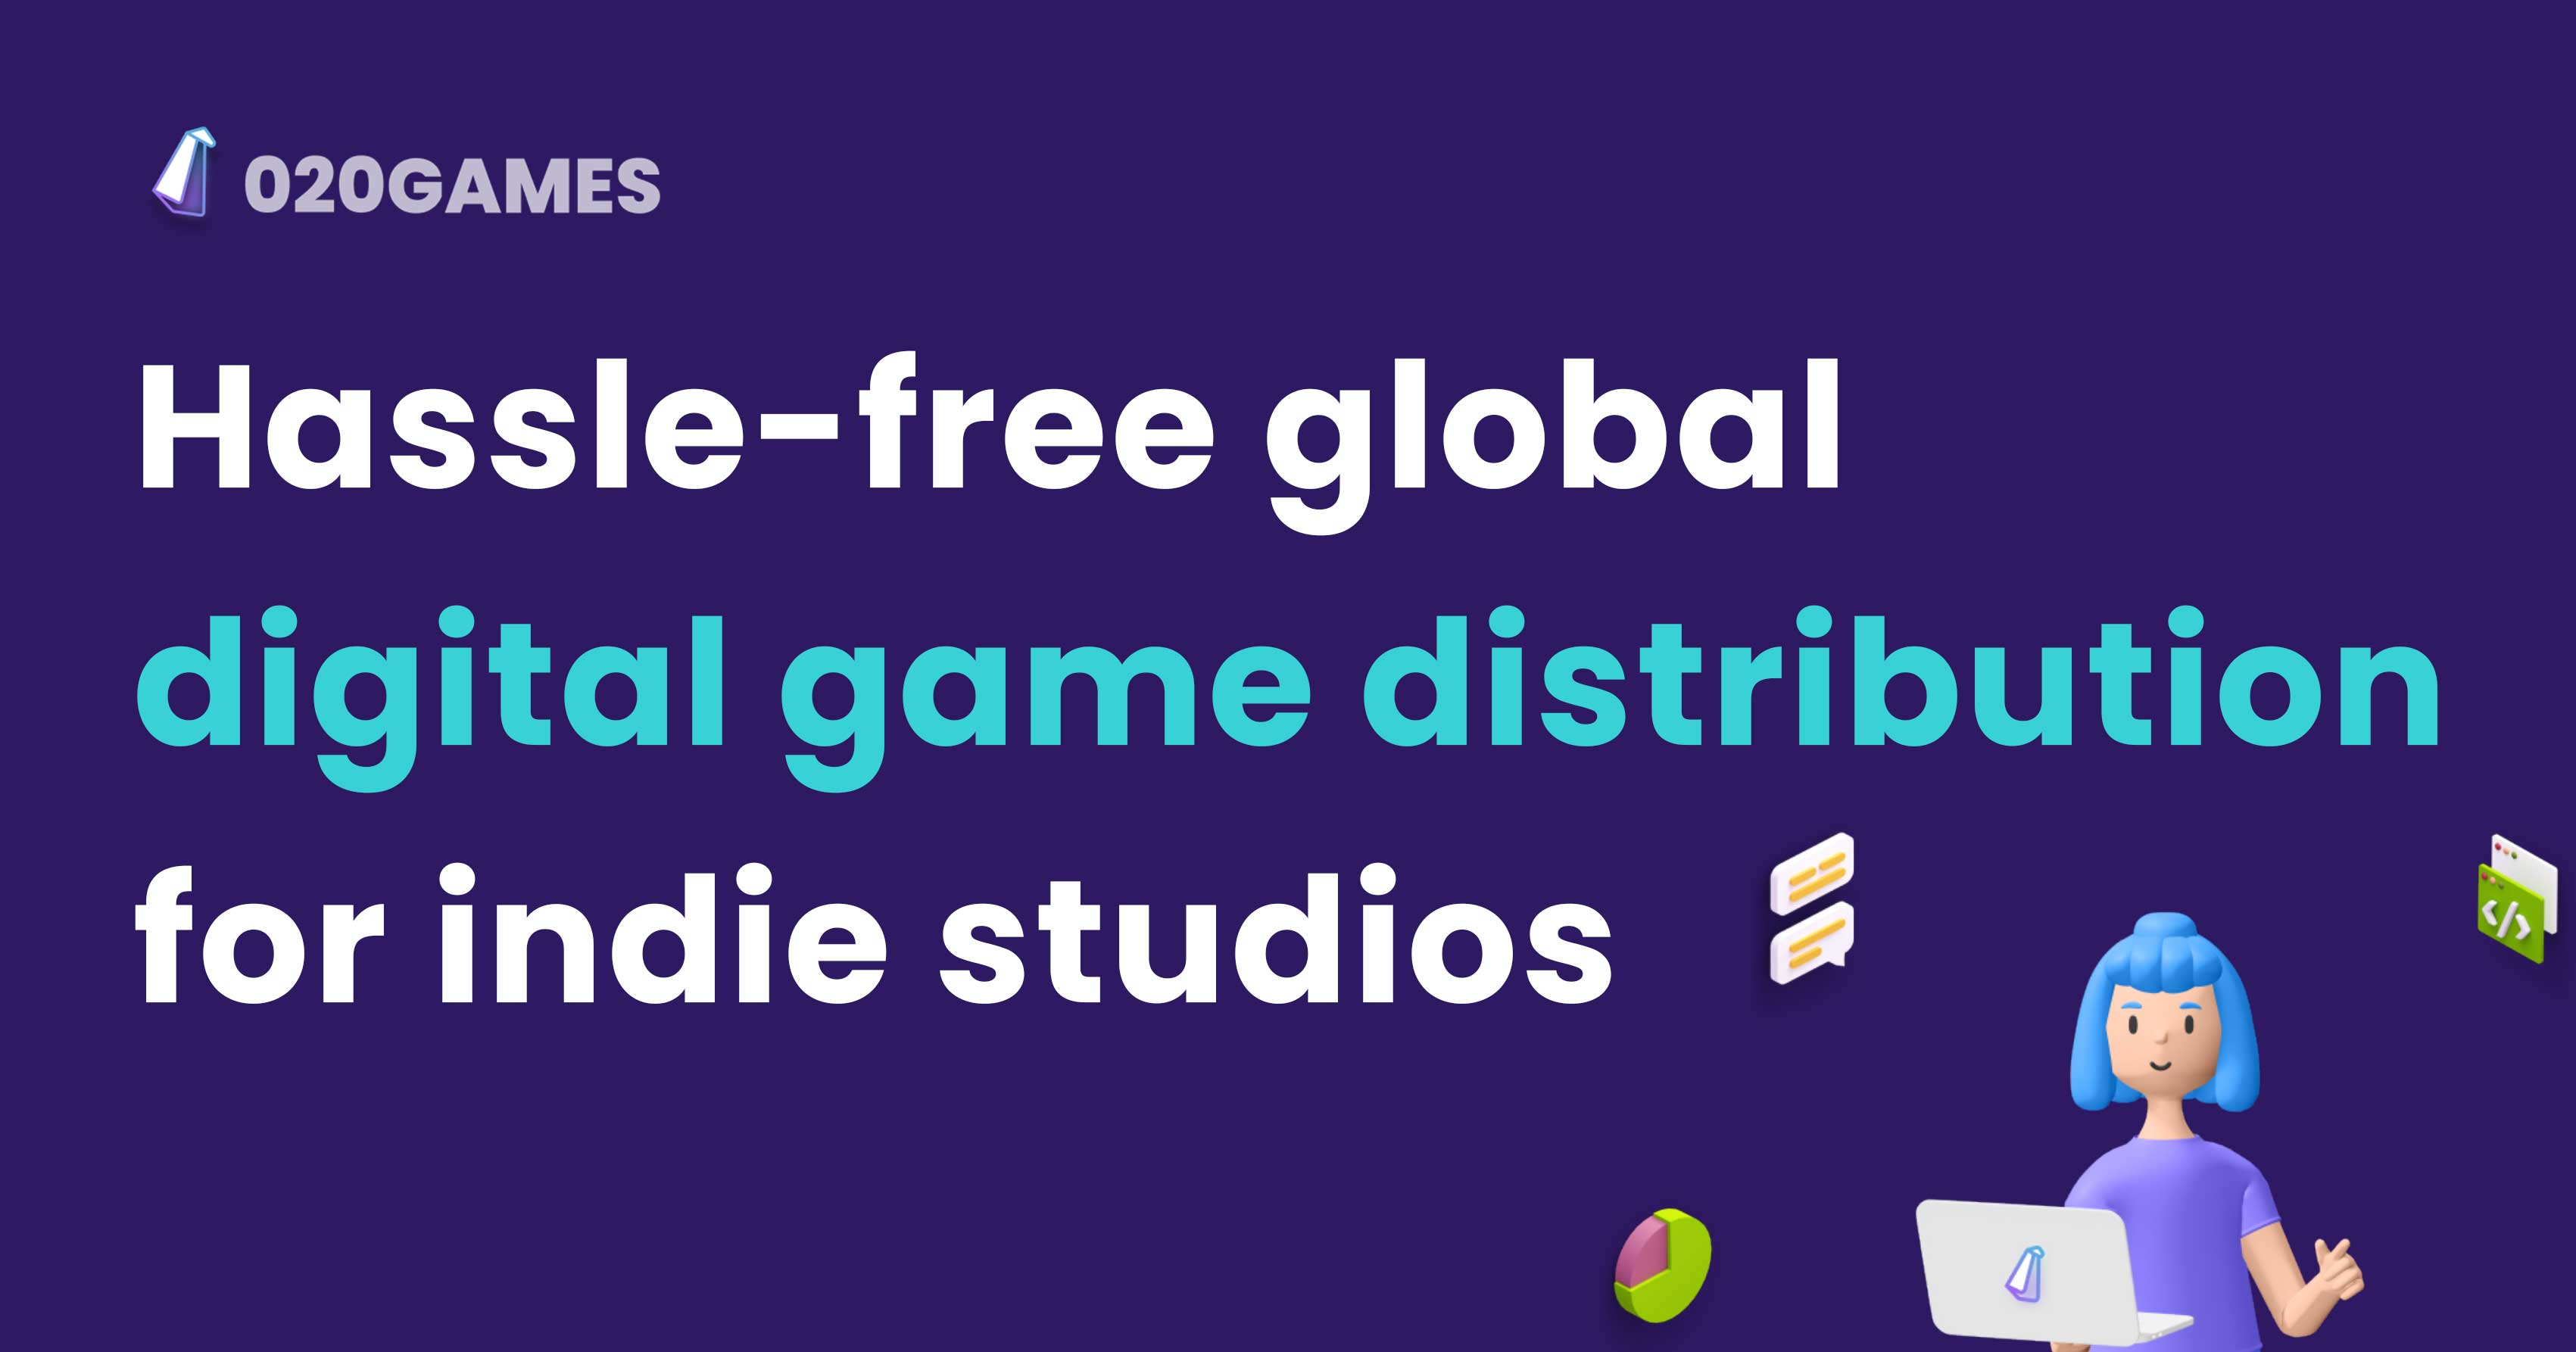 020GAMES
Hassle-free global
digital game distribution
for indie studios
</>